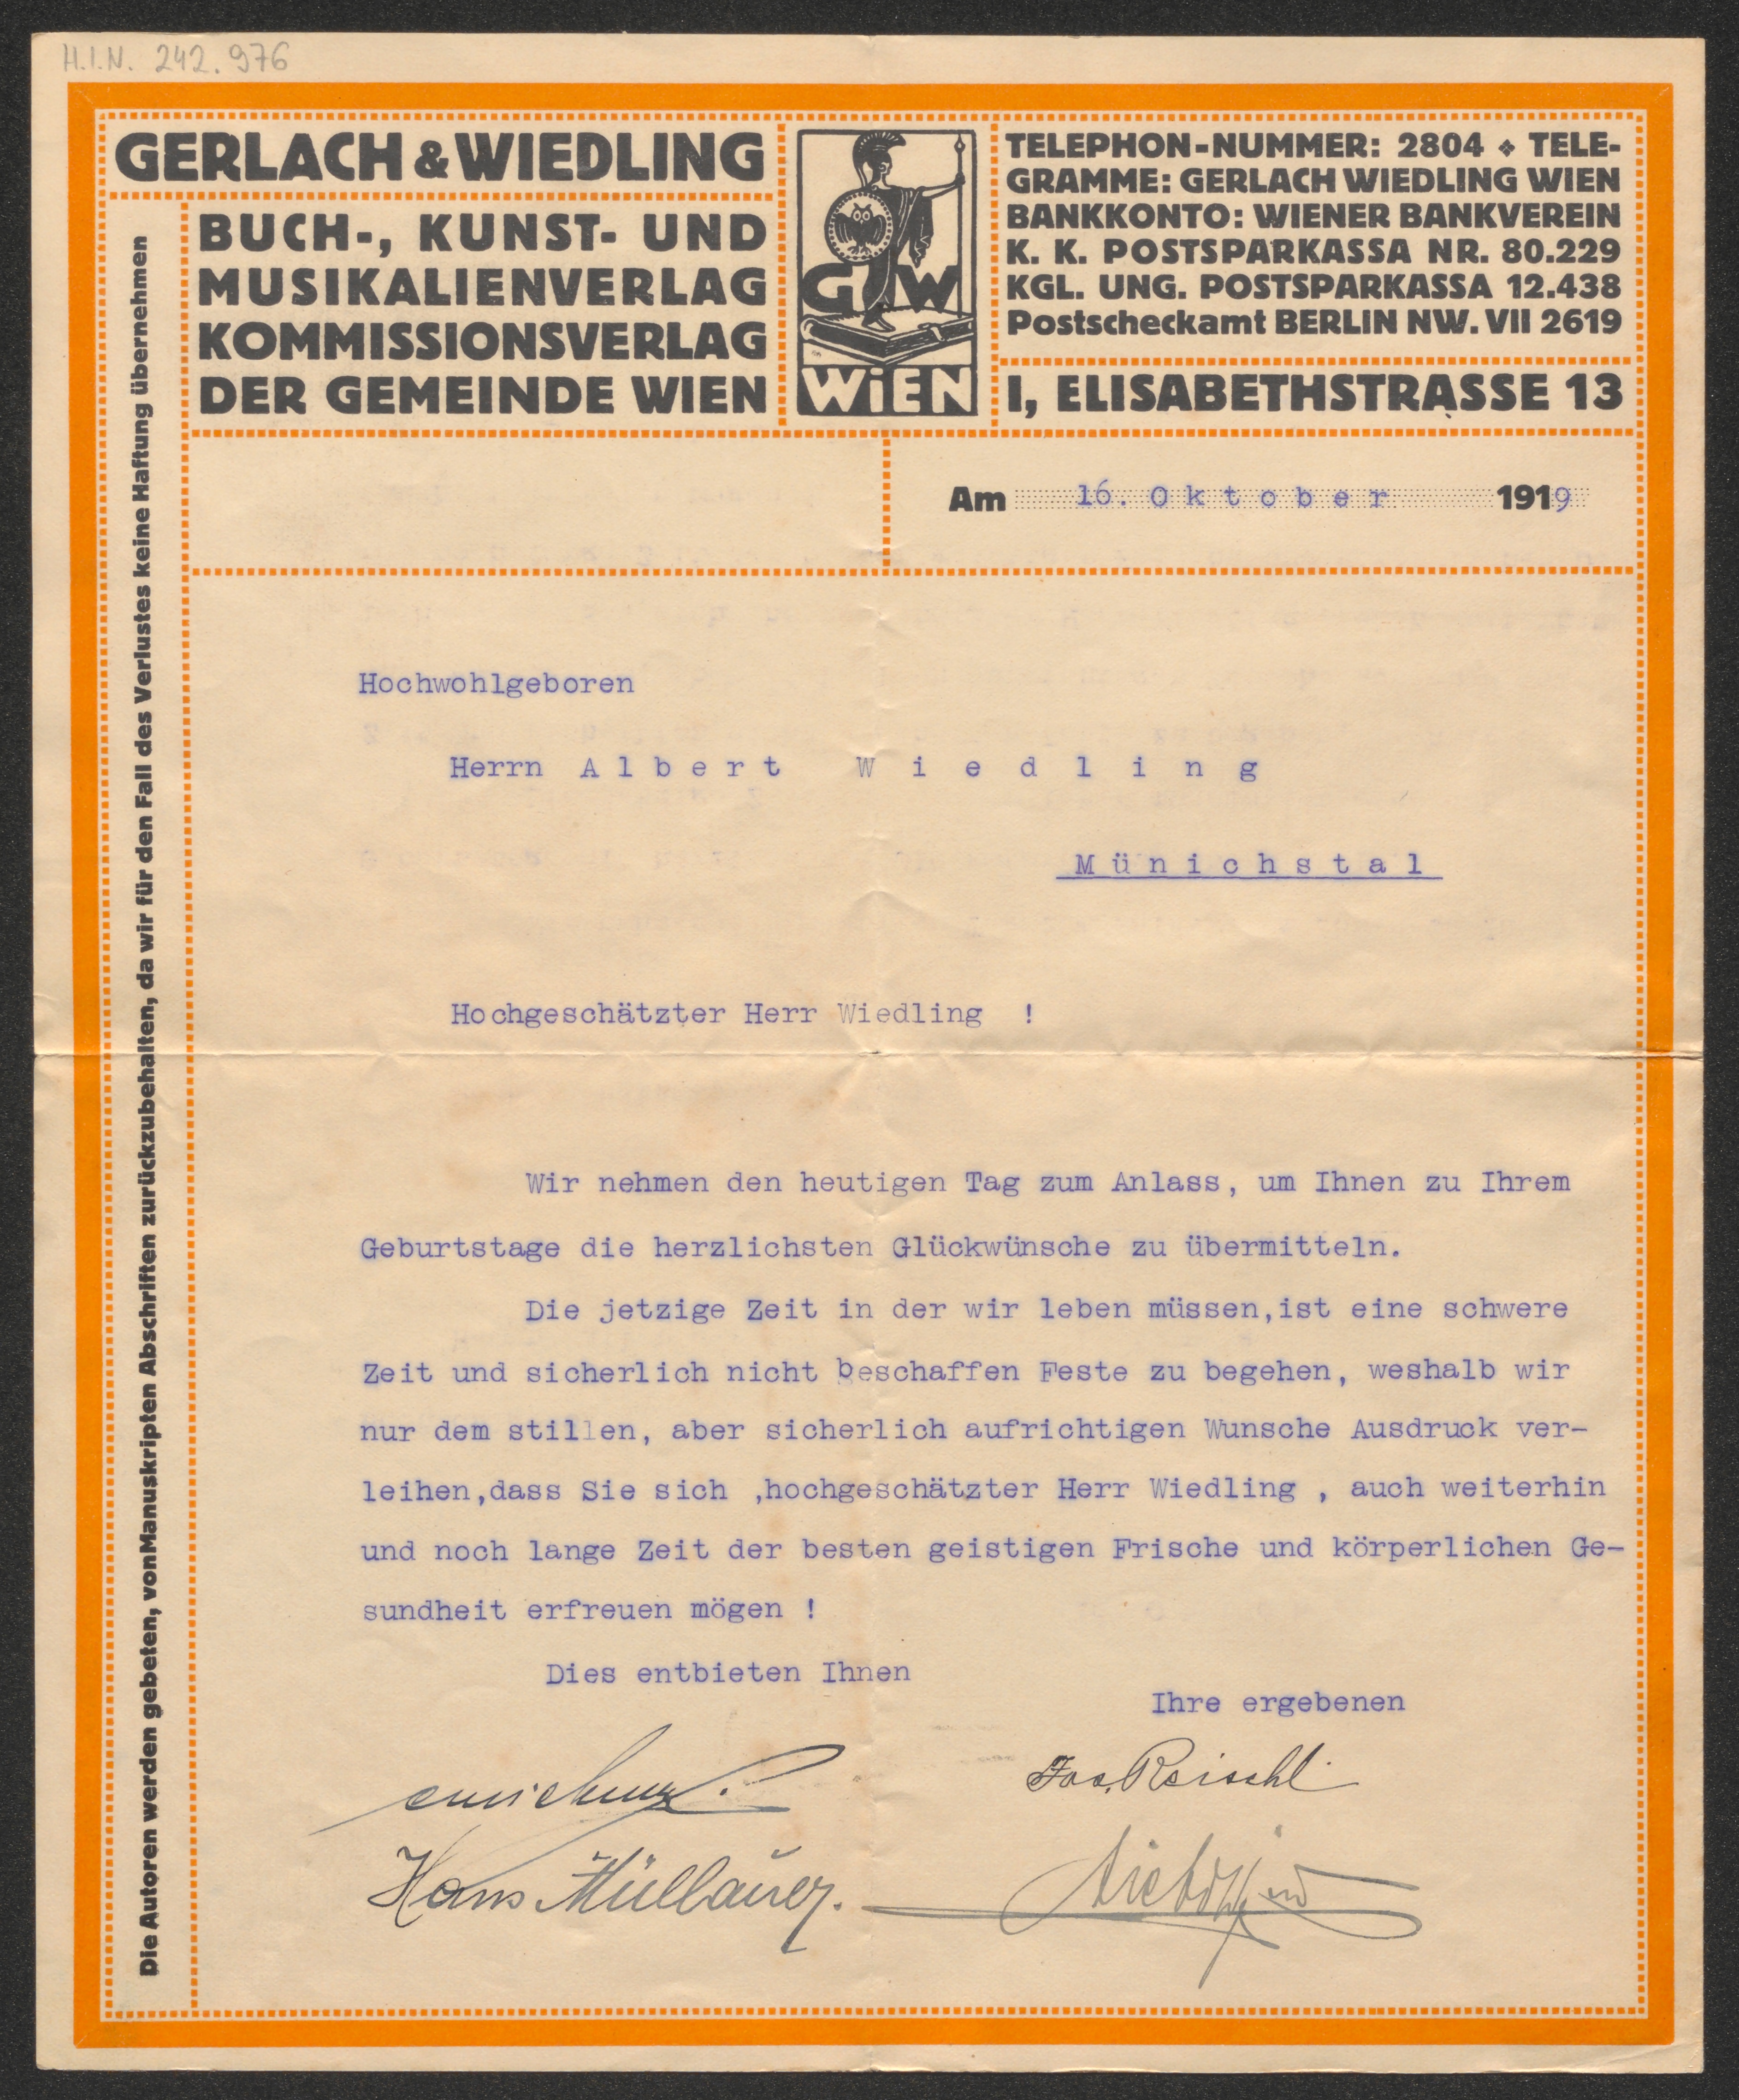 H.I.N. 242.976
GERLACH & WIEDLING
BUCH-, KUNST- UND
MUSIKALIENVERLAG
KOMMISSIONSVERLAG
DER GEMEINDE WIEN
G W
WiEN
TELEPHON-NUMMER: 2804 ❖ TELE-
GRAMME: GERLACH WIEDLING WIEN
BANKKONTO: WIENER BANKVEREIN
K. K. POSTSPARKASSA NR. 80.229
KGL. UNG. POSTSPARKASSA 12.438
Postscheckamt BERLIN NW. VII 2619
I, ELISABETHSTRASSE 13
Die Autoren werden gebeten, von Manuskripten Abschriften zurückzubehalten, da wir für den Fall des Verlustes keine Haftung übernehmen
Am 16. Oktober 1919
Hochwohlgeboren
Herrn Albert Wiedling
Münichstal
Hochgeschätzter Herr Wiedling !
Wir nehmen den heutigen Tag zum Anlass, um Ihnen zu Ihrem
Geburtstage die herzlichsten Glückwünsche zu übermitteln.
Die jetzige Zeit in der wir leben müssen,ist eine schwere
Zeit und sicherlich nicht beschaffen Feste zu begehen, weshalb wir
nur dem stillen, aber sicherlich aufrichtigen Wunsche Ausdruck ver-
leihen,dass Sie sich ,hochgeschätzter Herr Wiedling , auch weiterhin
und noch lange Zeit der besten geistigen Frische und körperlichen Ge-
sundheit erfreuen mögen !
Dies entbieten Ihnen
Ihre ergebenen
Jos. Reischl
Hans Müllauer.